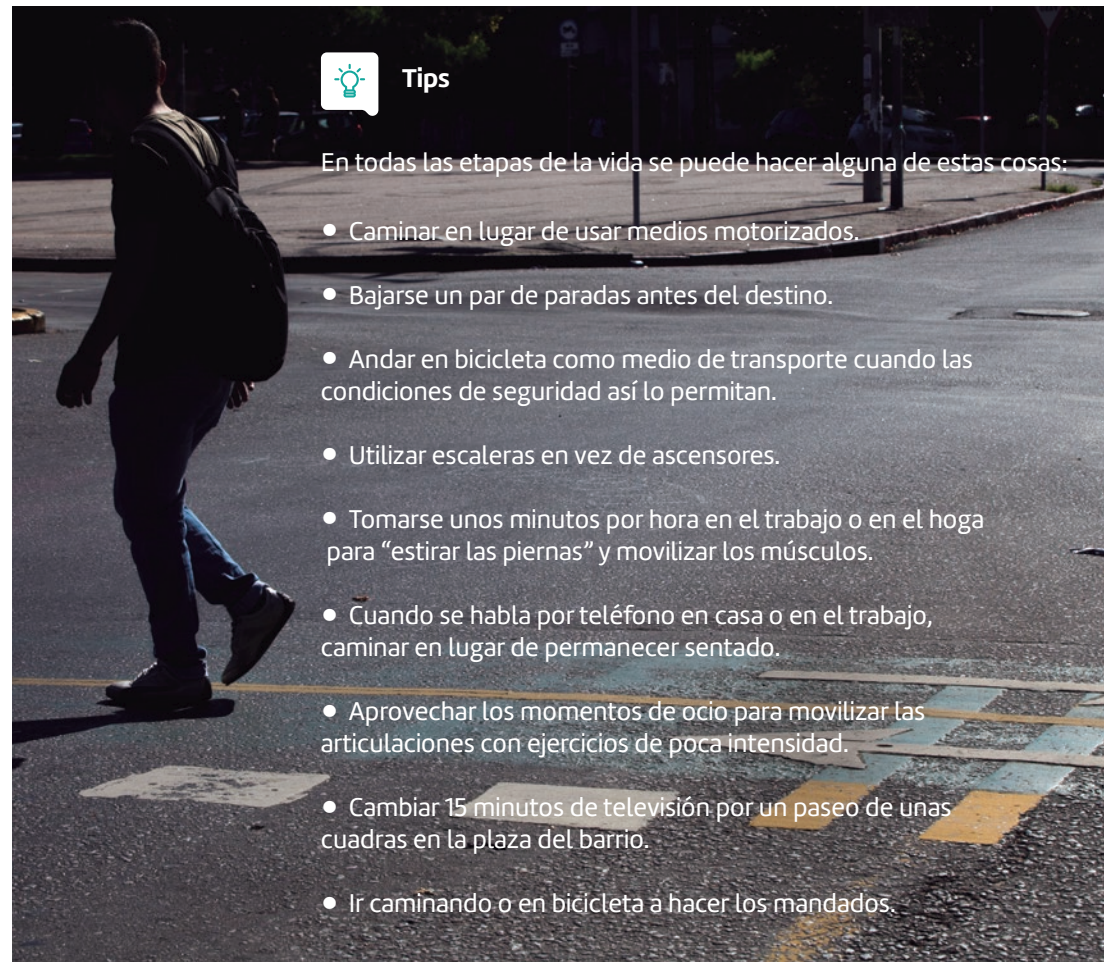 Tips
En todas las etapas de la vida se puede hacer alguna de estas cosas:
• Caminar en lugar de usar medios motorizados.
• Bajarse un par de paradas antes del destino.
• Andar en bicicleta como medio de transporte cuando las
condiciones de seguridad así lo permitan.
• Utilizar escaleras en vez de ascensores.
• Tomarse unos minutos por hora en el trabajo o en el hoga
para “estirar las piernas” y movilizar los músculos.
• Cuando se habla por teléfono en casa o en el trabajo,
caminar en lugar de permanecer sentado.
• Aprovechar los momentos de ocio para movilizar las
articulaciones con ejercicios de poca intensidad.
• Cambiar 15 minutos de televisión por un paseo de unas
cuadras en la plaza del barrio.
• Ir caminando o en bicicleta a hacer los mandados.